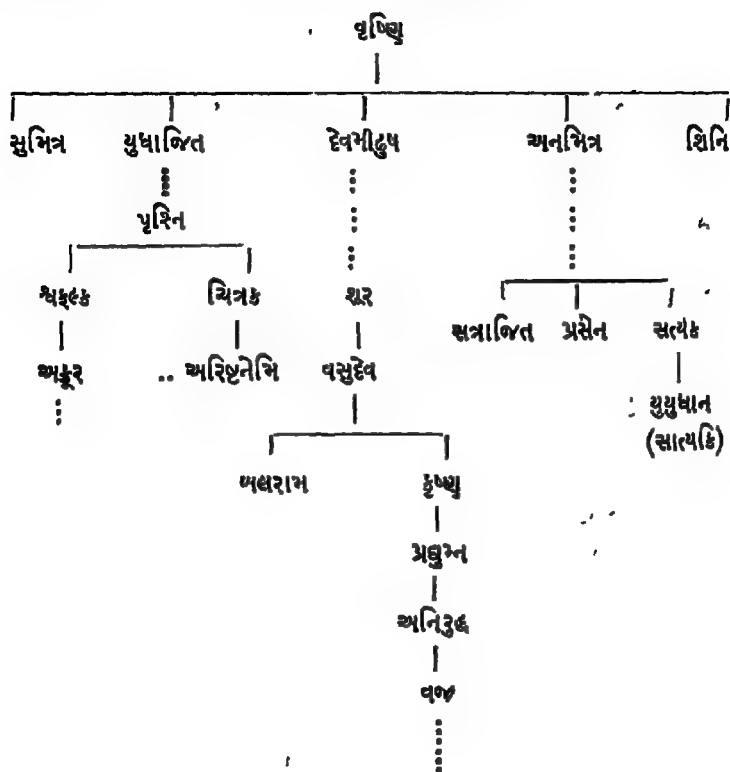 વૃષ્ણિ
સુમિત્ર યુધાજિત દેવમીઢુષ અનમિત્ર શિનિ
પૃશ્નિ
શ્વફલ્ક ચિત્રક શૂર સત્રાજિત પ્રસેન સત્યક
અક્રૂર .. અરિષ્ટનેમિ વસુદેવ યુયુધાન
(સાત્યકિ)
બલરામ કૃષ્ણ
પ્રદ્યુમ્ન
અનિરુદ્ધ
વજ્ર